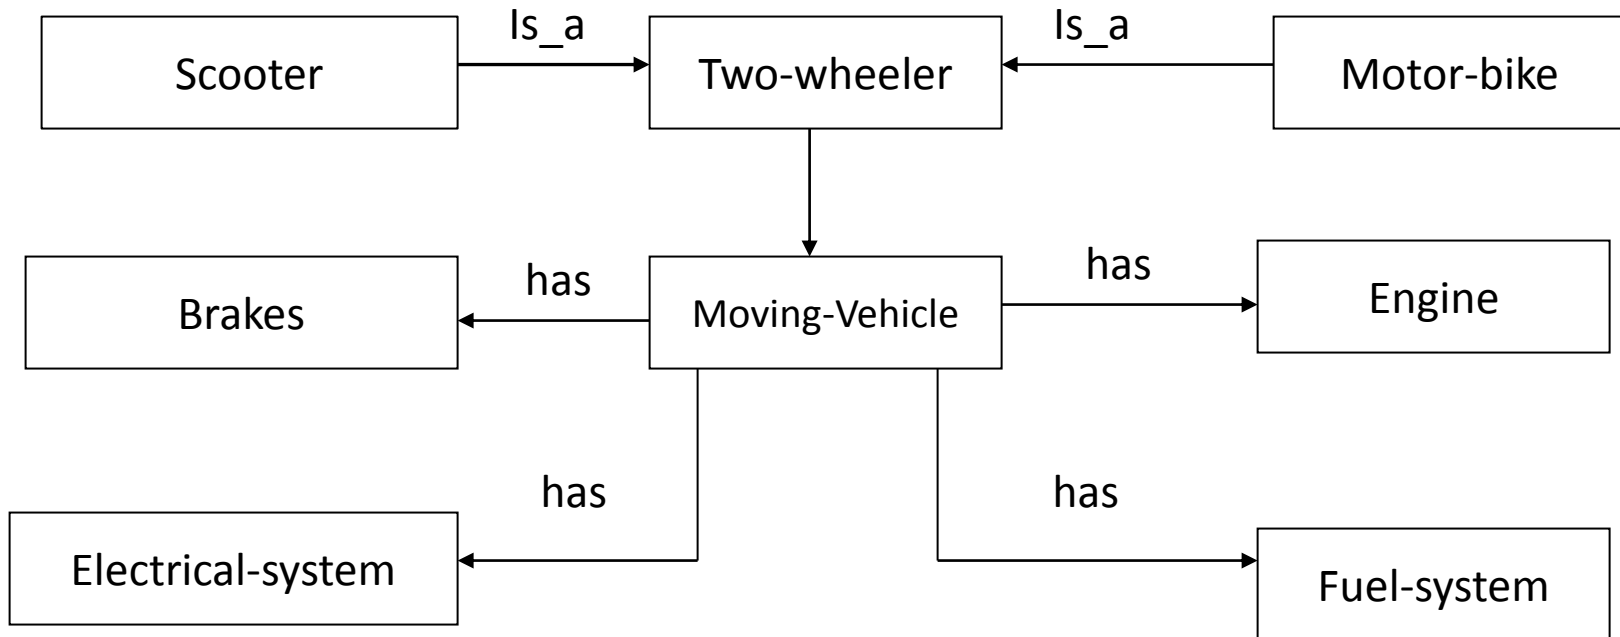 Is_a
Is_a
Scooter
Two-wheeler
Motor-bike
has
has
Brakes
Moving-Vehicle
Engine
has
has
Electrical-system
Fuel-system